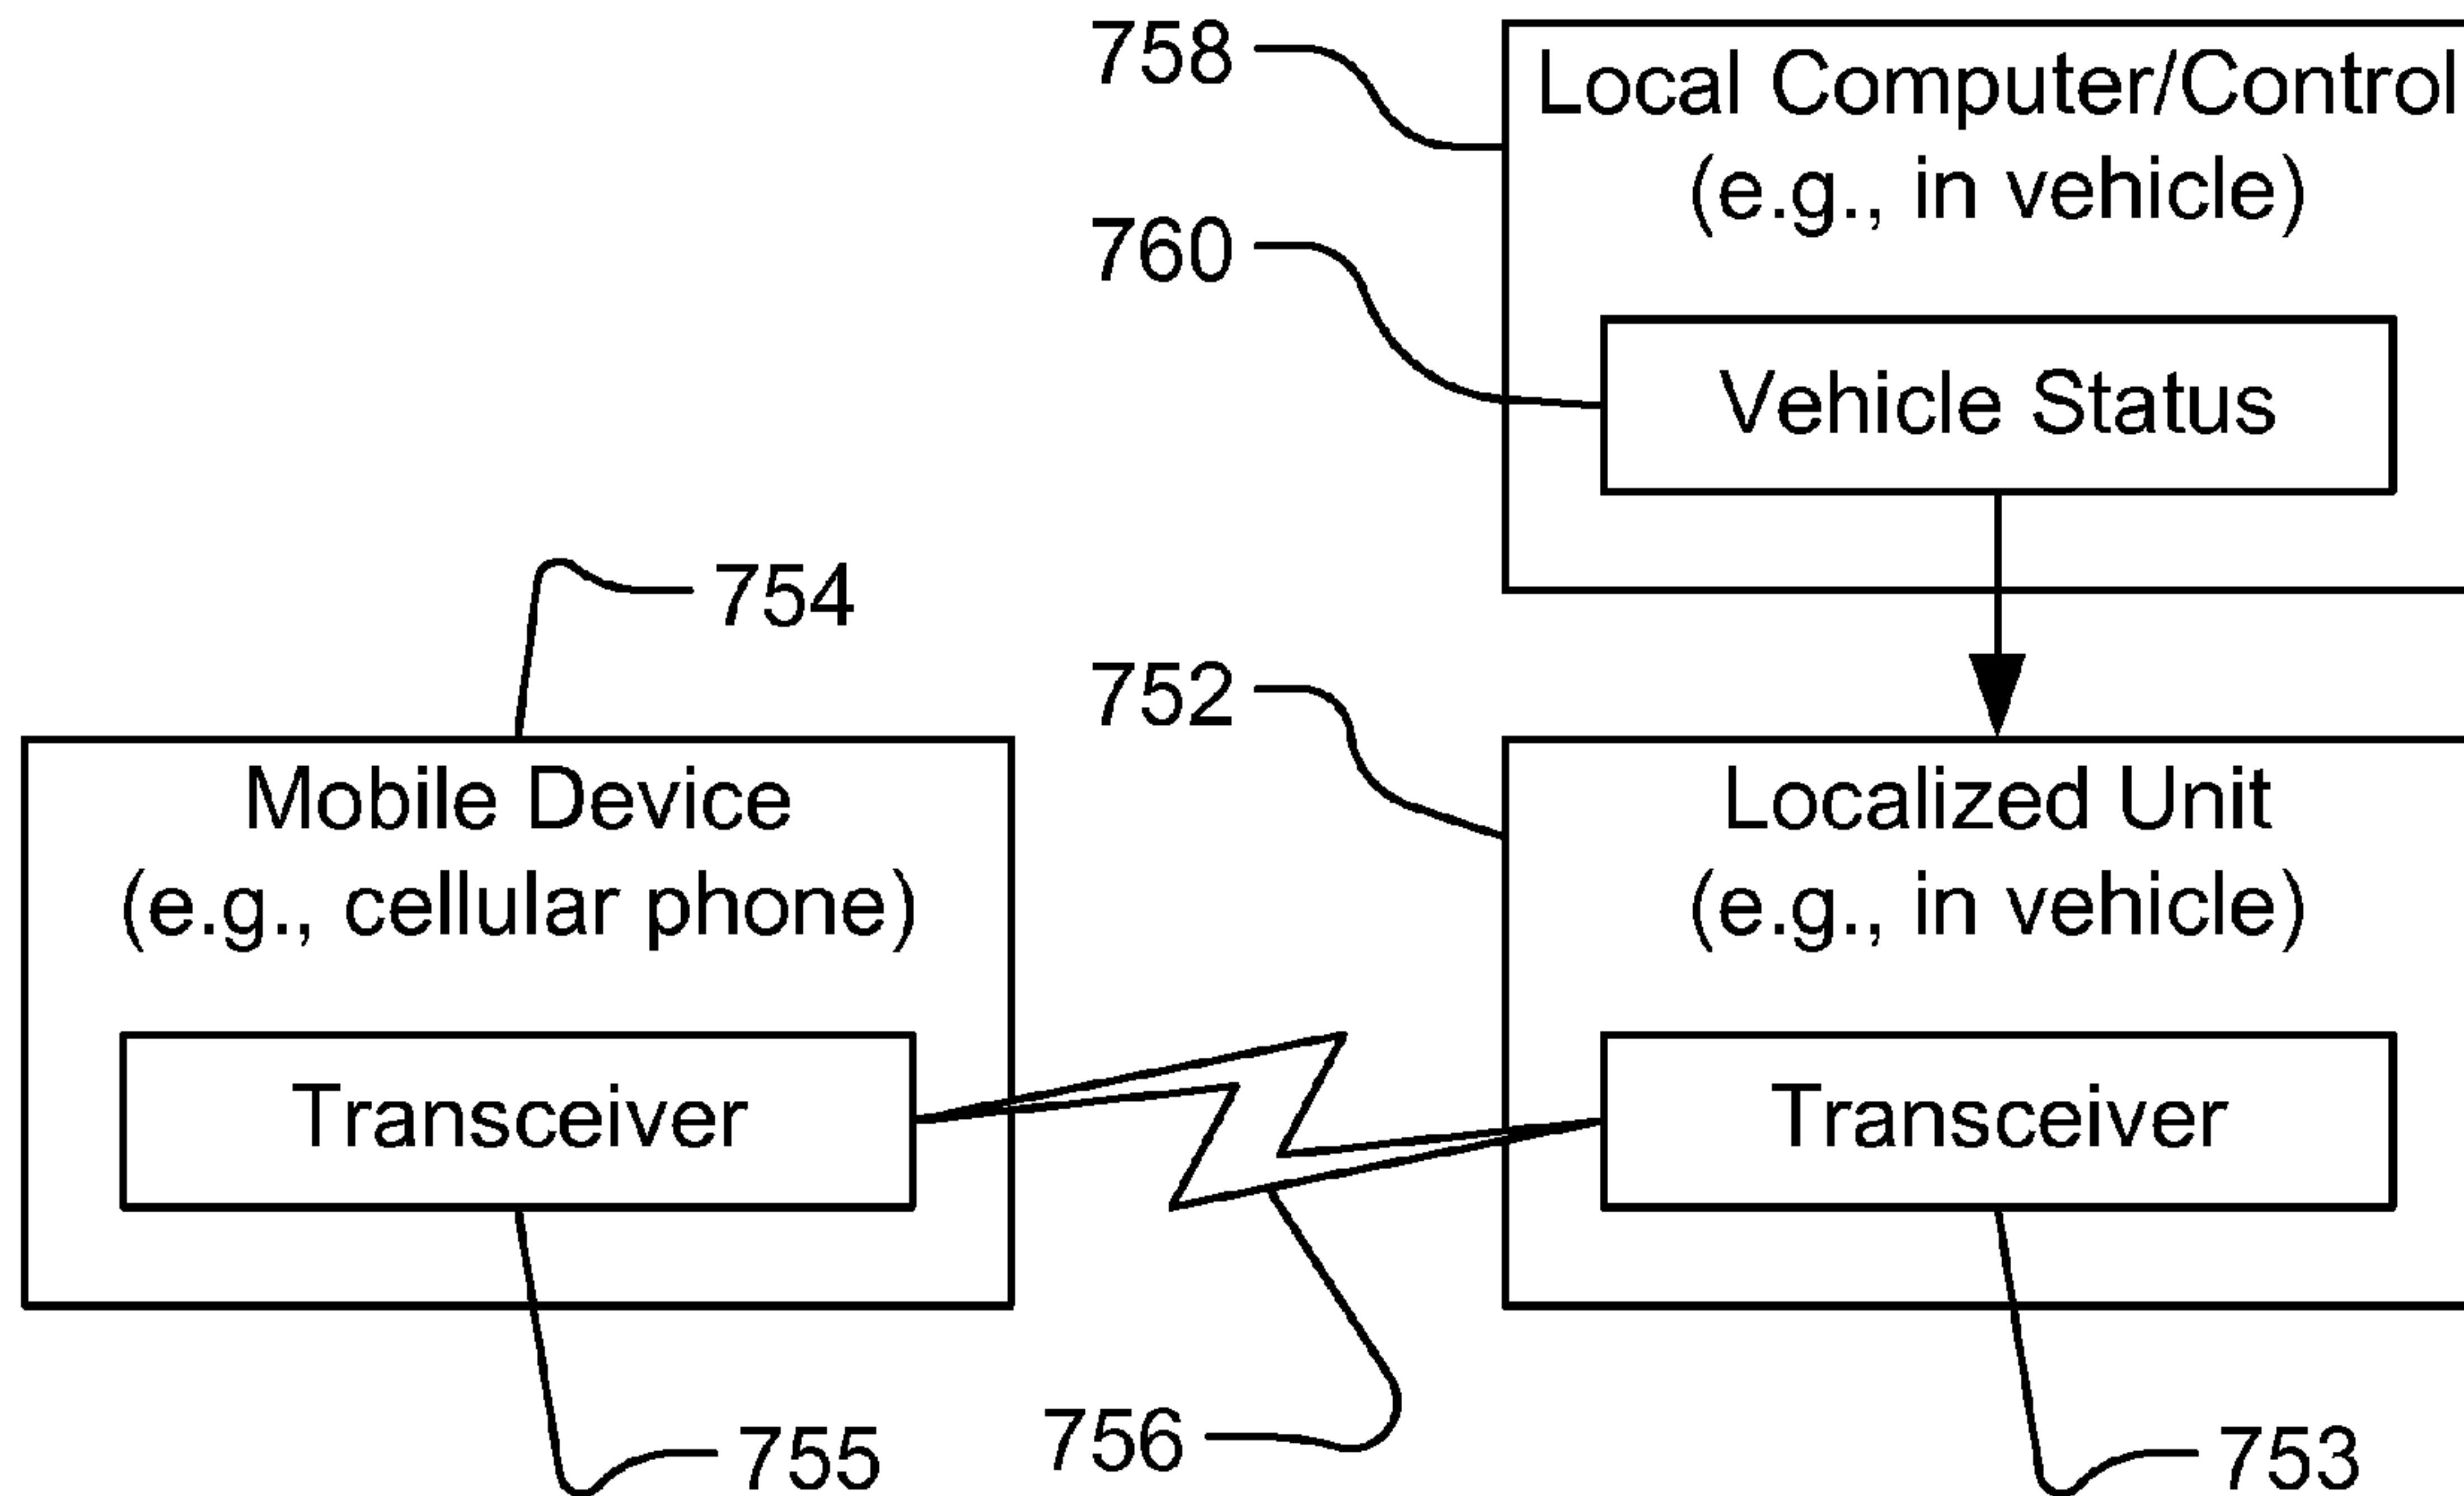 758
Local Computer/Control
(e.g., in vehicle)
760
Vehicle Status
754
752
Mobile Device
(e.g., cellular phone)
Localized Unit
(e.g., in vehicle)
Transceiver
Transceiver
755
756
753